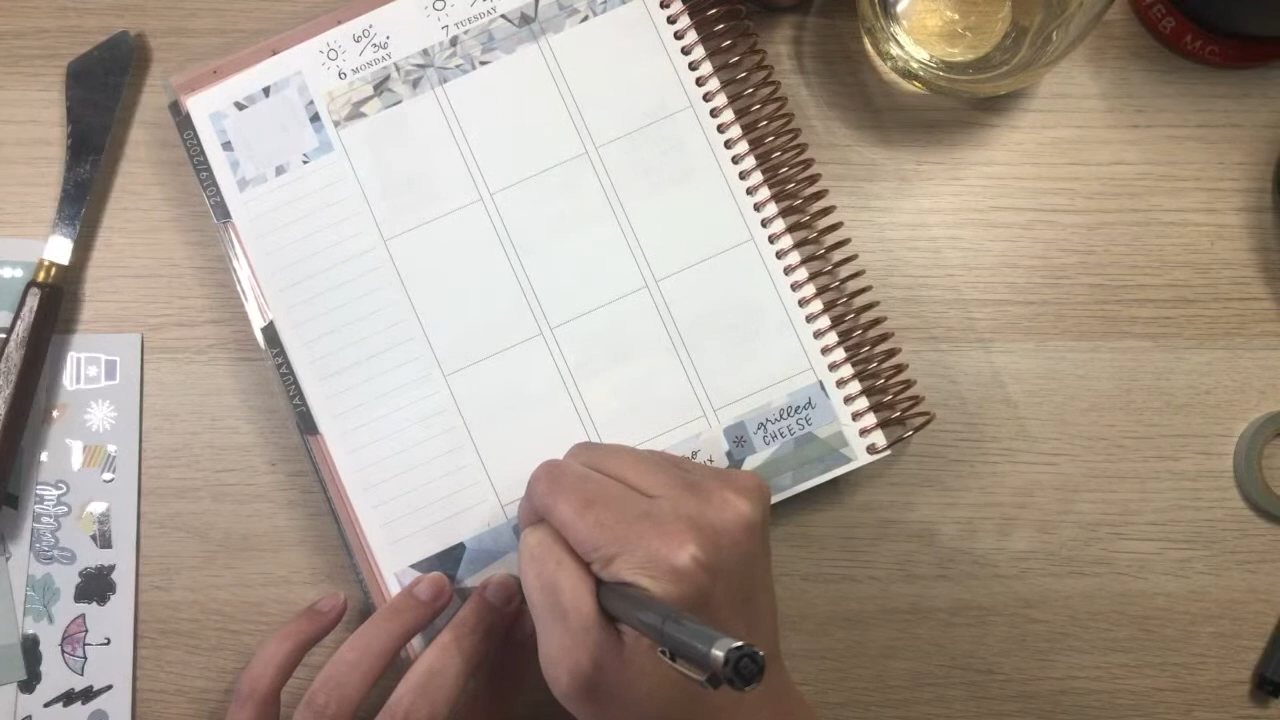 60°
36°
6 MONDAY
7 TUESDAY
2019/2020
JANUARY
grilled
CHEESE
grateful